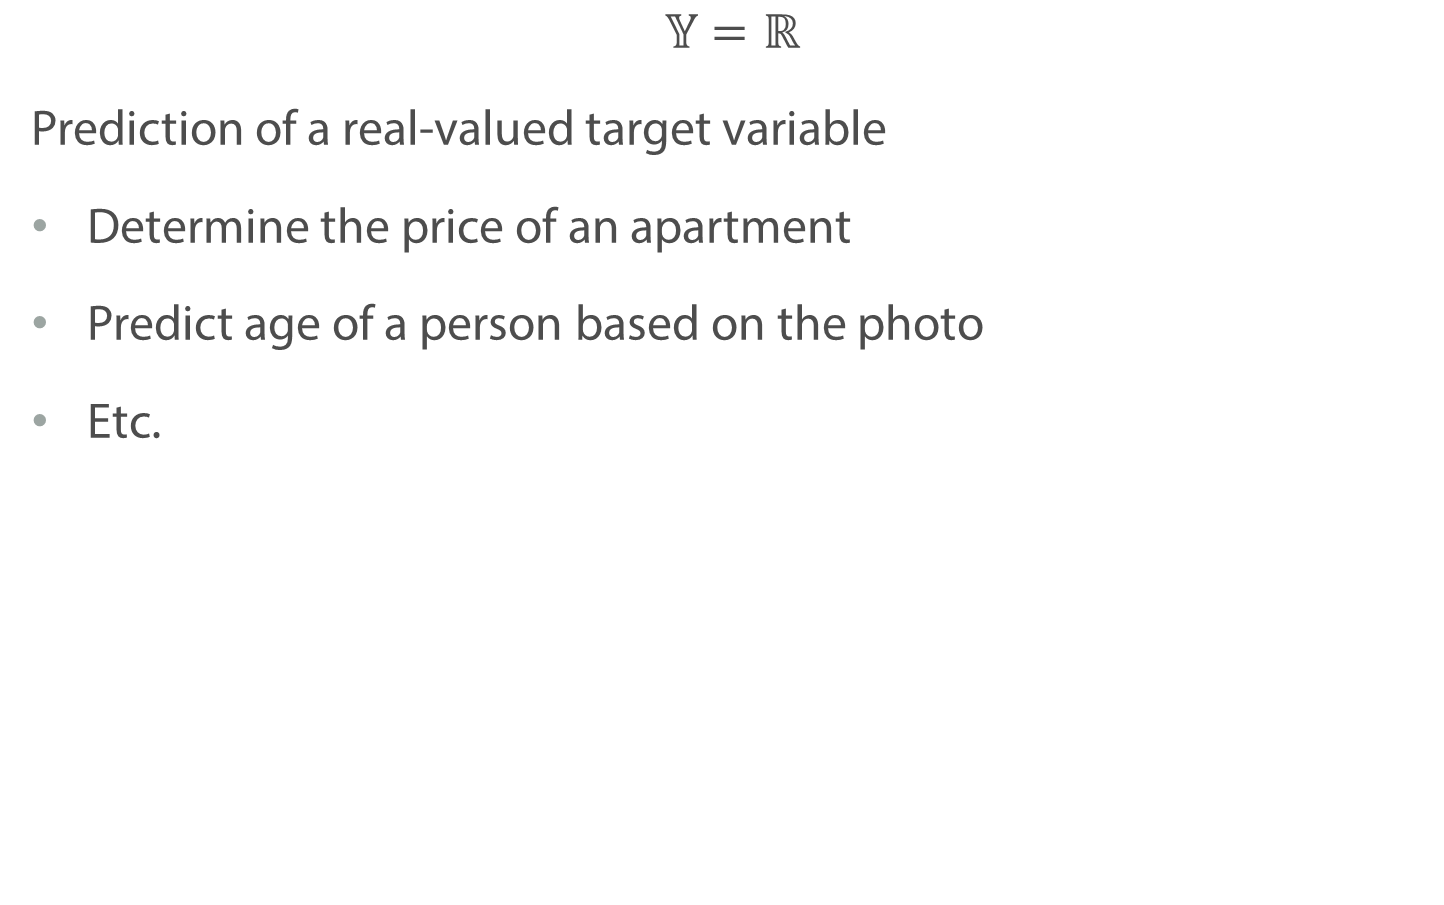 𝕐 = ℝ
Prediction of a real-valued target variable
• Determine the price of an apartment
• Predict age of a person based on the photo
• Etc.